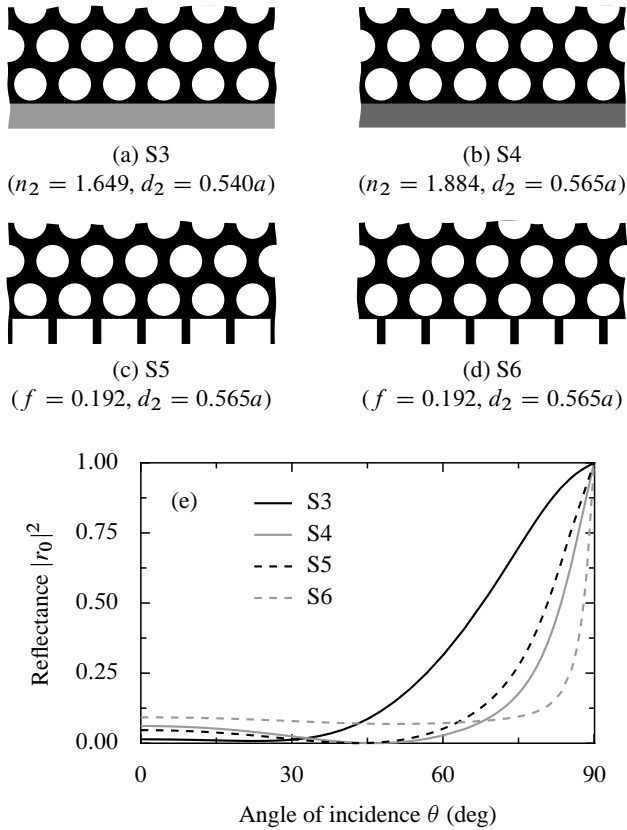 (a) S3
(n₂ = 1.649, d₂ = 0.540a)
(b) S4
(n₂ = 1.884, d₂ = 0.565a)
(c) S5
(f = 0.192, d₂ = 0.565a)
(d) S6
(f = 0.192, d₂ = 0.565a)
(e)
S3
S4
S5
S6
Reflectance |r₀|²
1.00
0.75
0.50
0.25
0.00
0 30 60 90
Angle of incidence θ (deg)